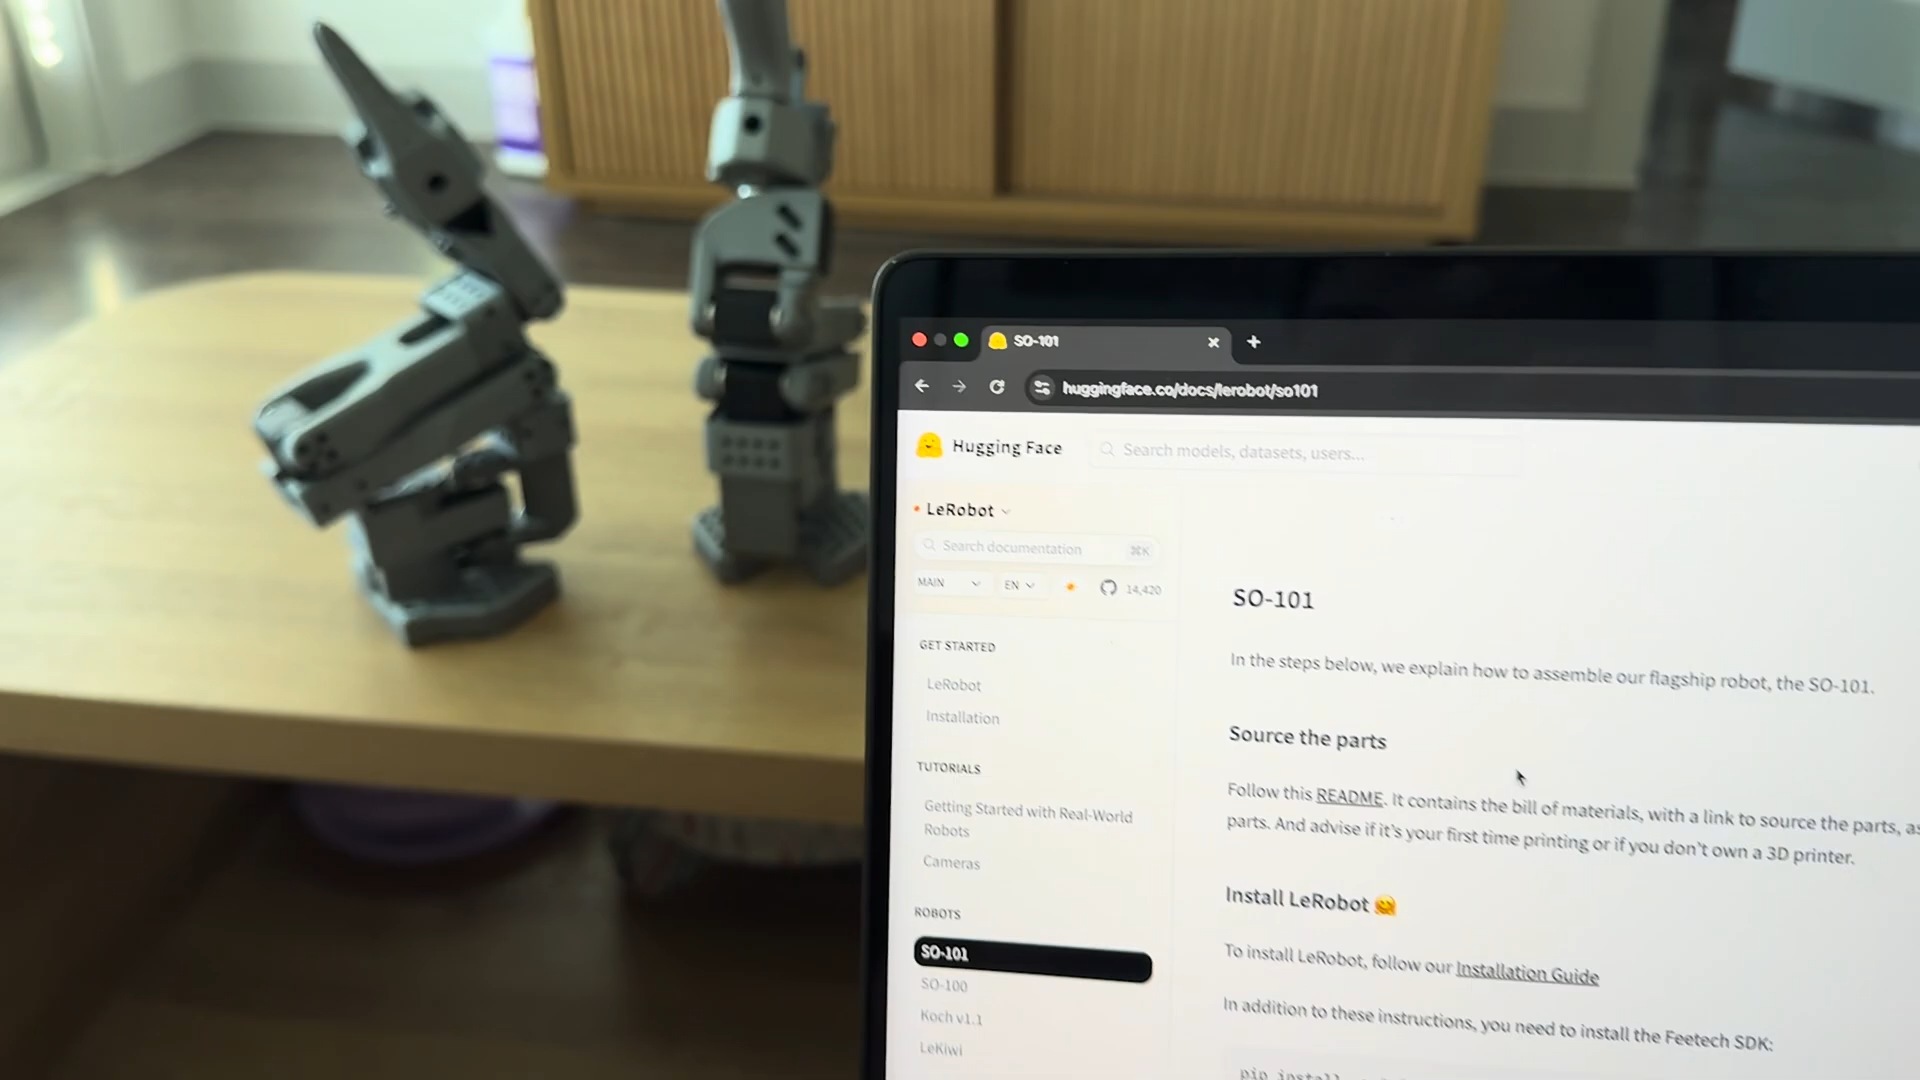 SO-101
huggingface.co/docs/lerobot/so101
Hugging Face
Search models, datasets, users...
LeRobot
Search documentation
⌘K
MAIN
EN
14,420
GET STARTED
LeRobot
Installation
TUTORIALS
Getting Started with Real-World
Robots
Cameras
ROBOTS
SO-101
SO-100
Koch v1.1
LeKiwi
SO-101
In the steps below, we explain how to assemble our flagship robot, the SO-101.
Source the parts
Follow this README. It contains the bill of materials, with a link to source the parts,
parts. And advise if it's your first time printing or if you don't own a 3D printer.
Install LeRobot 🤗
To install LeRobot, follow our Installation Guide
In addition to these instructions, you need to install the Feetech SDK:
pip install